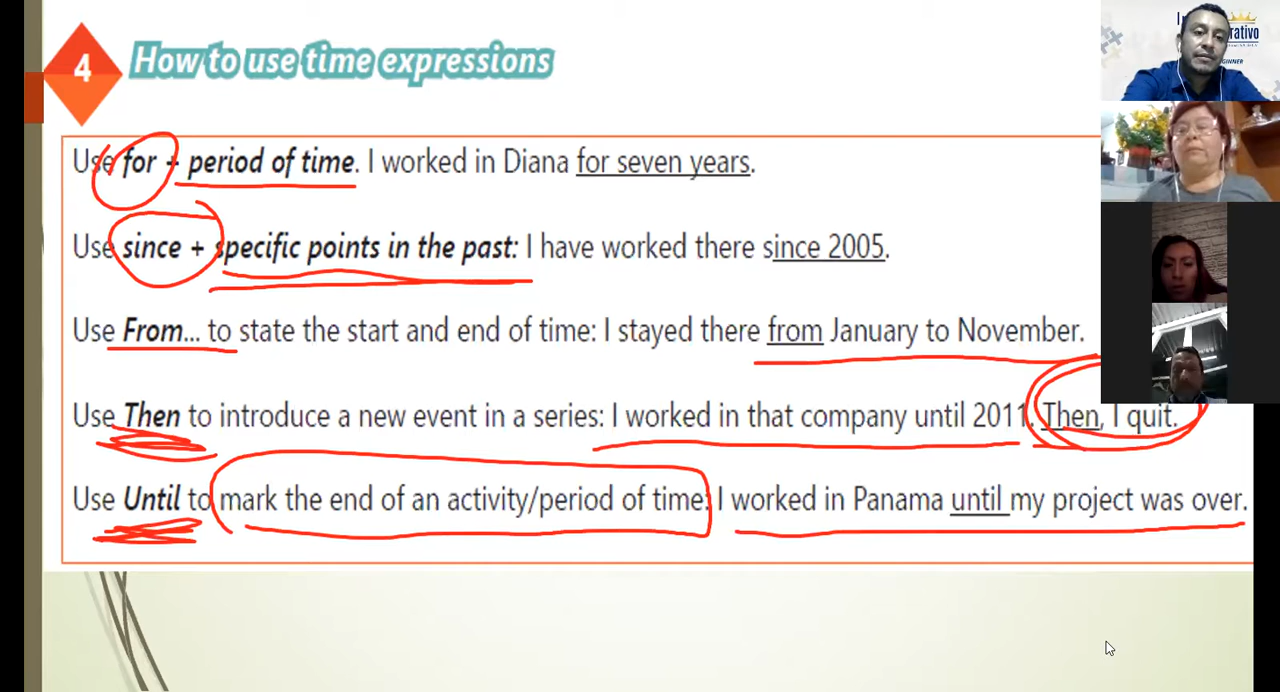 4
How to use time expressions
Use for + period of time. I worked in Diana for seven years.
Use since + specific points in the past: I have worked there since 2005.
Use From... to state the start and end of time: I stayed there from January to November.
Use Then to introduce a new event in a series: I worked in that company until 2011. Then, I quit.
Use Until to mark the end of an activity/period of time: I worked in Panama until my project was over.